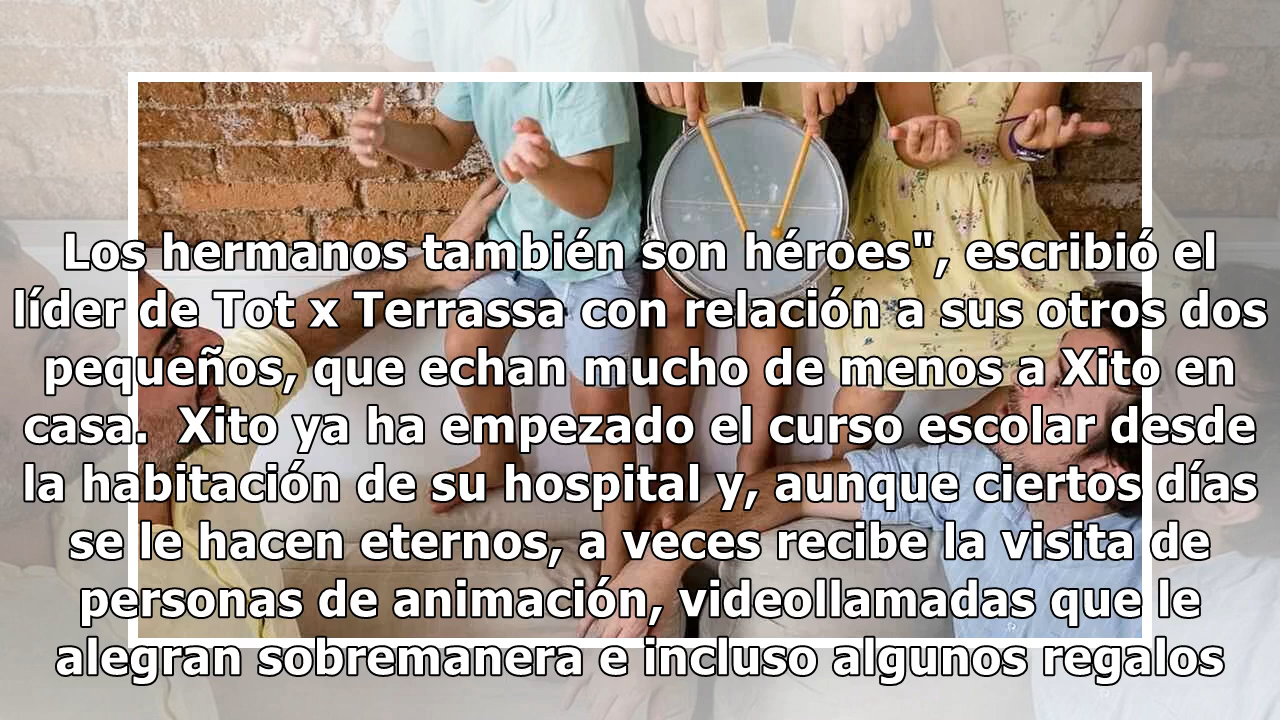 Los hermanos también son héroes", escribió el
líder de Tot x Terrassa con relación a sus otros dos
pequeños, que echan mucho de menos a Xito en
casa.  Xito ya ha empezado el curso escolar desde
la habitación de su hospital y, aunque ciertos días
se le hacen eternos, a veces recibe la visita de
personas de animación, videollamadas que le
alegran sobremanera e incluso algunos regalos